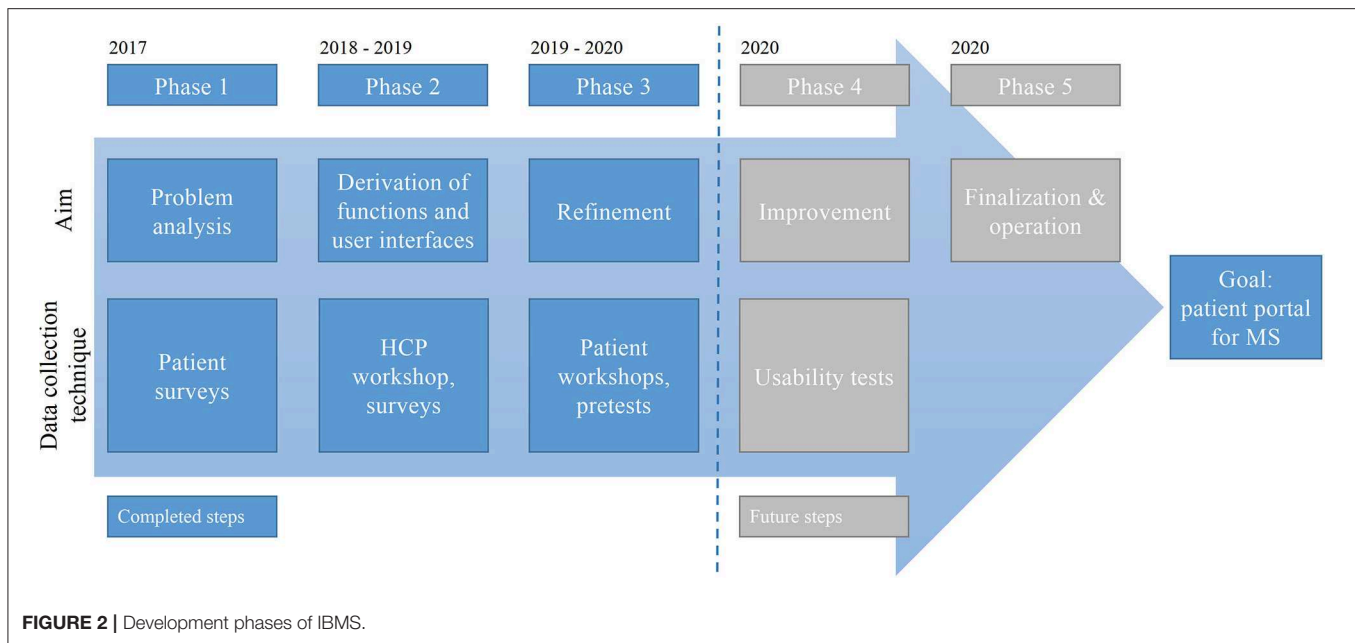 2017
2018 - 2019
2019 - 2020
2020
2020
Phase 1
Phase 2
Phase 3
Phase 4
Phase 5
Aim
Problem
analysis
Derivation of
functions and
user interfaces
Refinement
Improvement
Finalization &
operation
Data collection
technique
Patient
surveys
HCP
workshop,
surveys
Patient
workshops,
pretests
Usability tests
Goal:
patient portal
for MS
Completed steps
Future steps
FIGURE 2 | Development phases of IBMS.